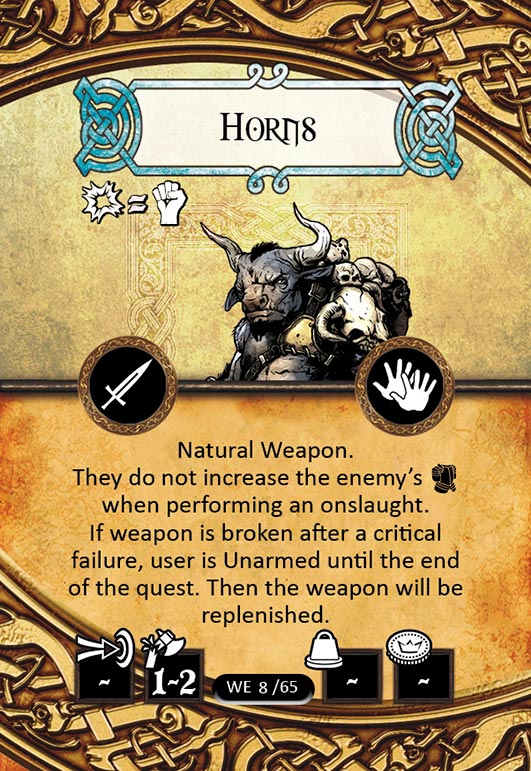 Horns
=
Natural Weapon.
They do not increase the enemy's
when performing an onslaught.
If weapon is broken after a critical
failure, user is Unarmed until the end
of the quest. Then the weapon will be
replenished.
~ 1-2 WE 8 /65 ~ ~